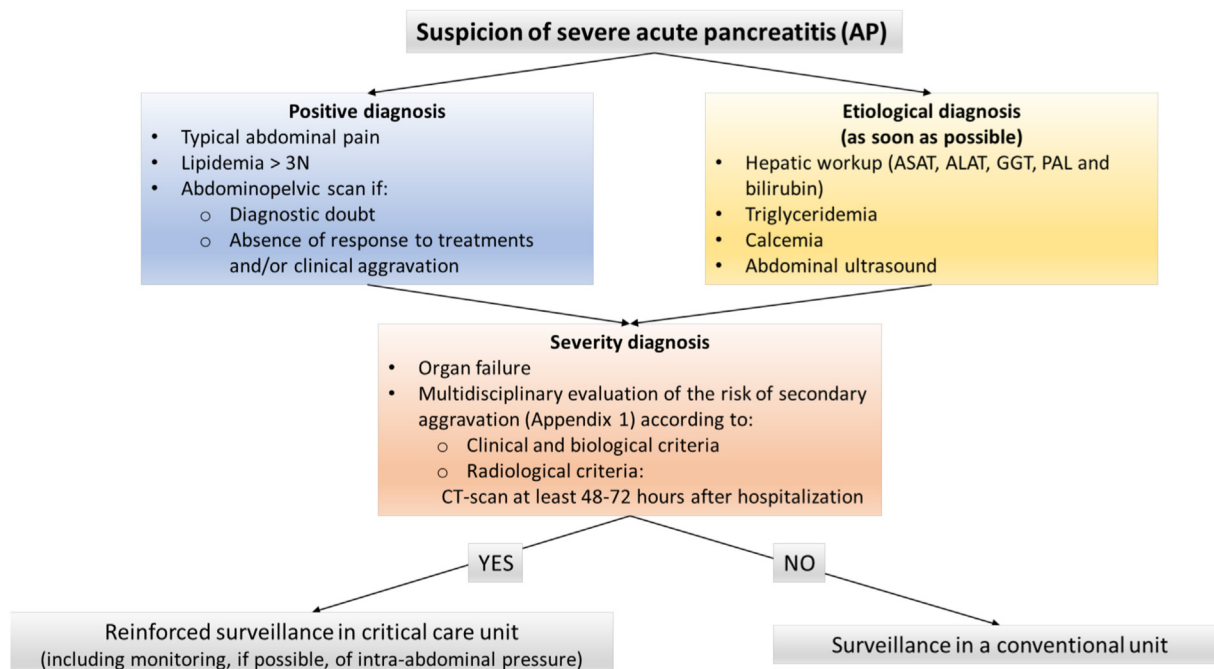 Suspicion of severe acute pancreatitis (AP)
Positive diagnosis
• Typical abdominal pain
• Lipidemia > 3N
• Abdominopelvic scan if:
o Diagnostic doubt
o Absence of response to treatments
and/or clinical aggravation
Etiological diagnosis
(as soon as possible)
• Hepatic workup (ASAT, ALAT, GGT, PAL and
bilirubin)
• Triglyceridemia
• Calcemia
• Abdominal ultrasound
Severity diagnosis
• Organ failure
• Multidisciplinary evaluation of the risk of secondary
aggravation (Appendix 1) according to:
o Clinical and biological criteria
o Radiological criteria:
CT-scan at least 48-72 hours after hospitalization
YES
NO
Reinforced surveillance in critical care unit
(including monitoring, if possible, of intra-abdominal pressure)
Surveillance in a conventional unit